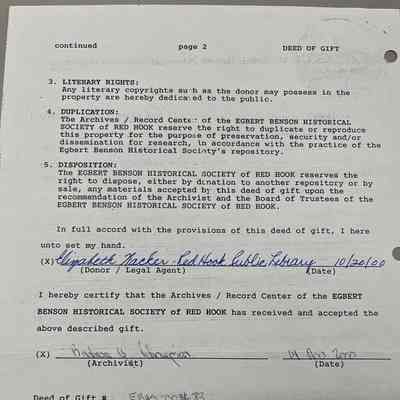 continued page 2 DEED OF GIFT
3. LITERARY RIGHTS:
Any literary copyrights such as the donor may possess in the
property are hereby dedicated to the public.
4. DUPLICATION:
The Archives / Record Center of the EGBERT BENSON HISTORICAL
SOCIETY of RED HOOK reserve the right to duplicate or reproduce
this property for the purpose of preservation, security and/or
dissemination for research, in accordance with the practice of the
Egbert Benson Historical Society's repository.
5. DISPOSITION:
The EGBERT BENSON HISTORICAL SOCIETY of RED HOOK reserves the
right to dispose, either by donation to another repository or by
sale, any materials accepted by this deed of gift upon the
recommendation of the Archivist and the Board of Trustees of the
EGBERT BENSON HISTORICAL SOCIETY of RED HOOK.
In full accord with the provisions of this deed of gift, I here
unto set my hand.
(X) Elizabeth Nacker - Red Hook Public Library 10/20/00
(Donor / Legal Agent) (Date)
I hereby certify that the Archives / Record Center of the EGBERT
BENSON HISTORICAL SOCIETY of RED HOOK has received and accepted the
above described gift.
(X) Barbara
(Archivist) (Date)
Deed of Gift #